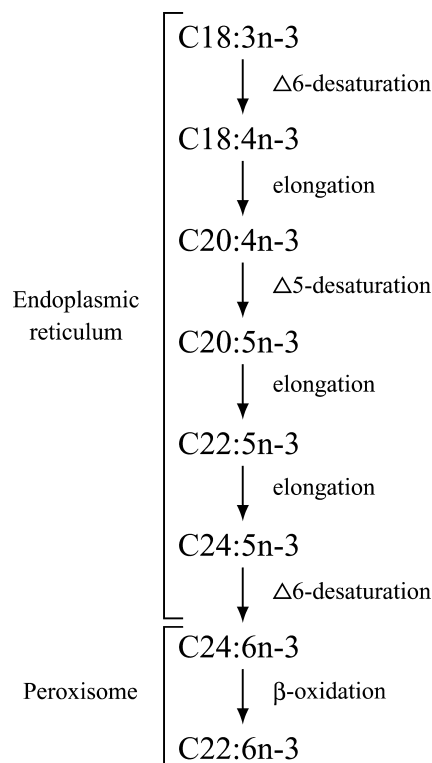 C18:3n-3
△6-desaturation
C18:4n-3
elongation
C20:4n-3
△5-desaturation
Endoplasmic
reticulum
C20:5n-3
elongation
C22:5n-3
elongation
C24:5n-3
△6-desaturation
C24:6n-3
Peroxisome
β-oxidation
C22:6n-3